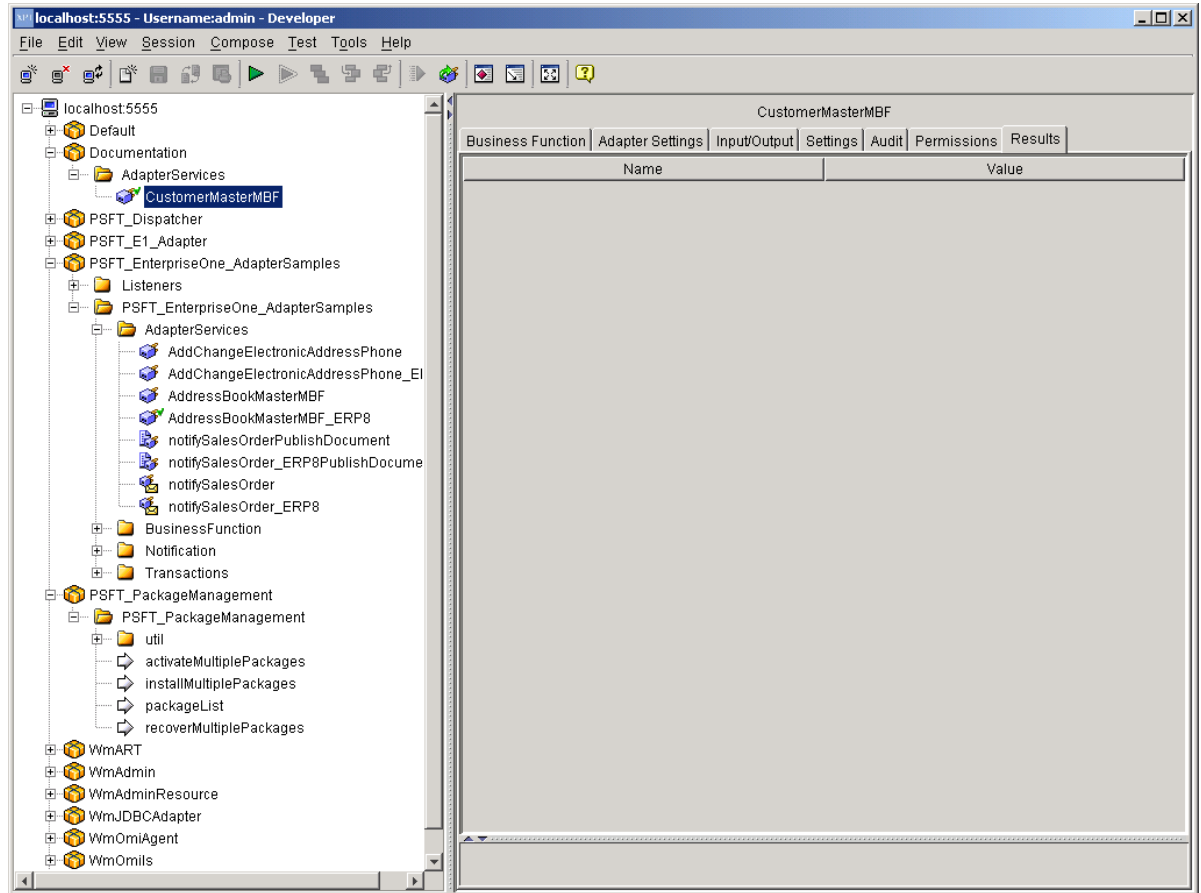 localhost:5555 - Username:admin - Developer
File Edit View Session Compose Test Tools Help
localhost:5555
Default
Documentation
AdapterServices
CustomerMasterMBF
PSFT_Dispatcher
PSFT_E1_Adapter
PSFT_EnterpriseOne_AdapterSamples
Listeners
PSFT_EnterpriseOne_AdapterSamples
AdapterServices
AddChangeElectronicAddressPhone
AddChangeElectronicAddressPhone_El
AddressBookMasterMBF
AddressBookMasterMBF_ERP8
notifySalesOrderPublishDocument
notifySalesOrder_ERP8PublishDocume
notifySalesOrder
notifySalesOrder_ERP8
BusinessFunction
Notification
Transactions
PSFT_PackageManagement
PSFT_PackageManagement
util
activateMultiplePackages
installMultiplePackages
packageList
recoverMultiplePackages
WmART
WmAdmin
WmAdminResource
WmJDBCAdapter
WmOmiAgent
WmOmils
CustomerMasterMBF
Business Function Adapter Settings Input/Output Settings Audit Permissions Results
Name Value